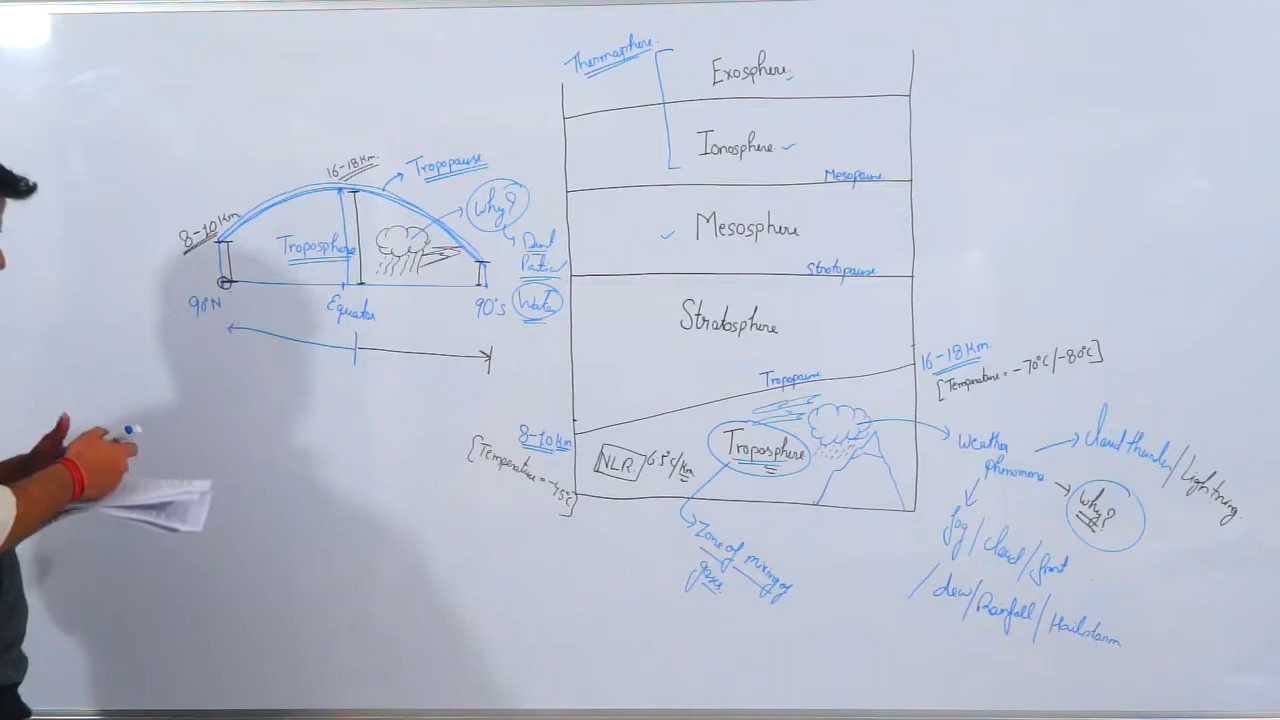 Thermosphere
Exosphere
Ionosphere
Mesopause
Mesosphere
Stratopause
Stratosphere
Tropopause
Troposphere
NLR
6.5°C/Km
8-10 Km
[Temperature = -45°C]
16-18 Km
[Temperature = -70°C/-80°C]
Zone of mixing of
gases
Weather
phenomena
Cloud thunder/Lightning
Why?
fog/cloud/frost
/dew/Rainfall/Hailstorm
16-18 Km
Tropopause
8-10 Km
Troposphere
Why?
Dust
Water
90°N
Equator
90°S